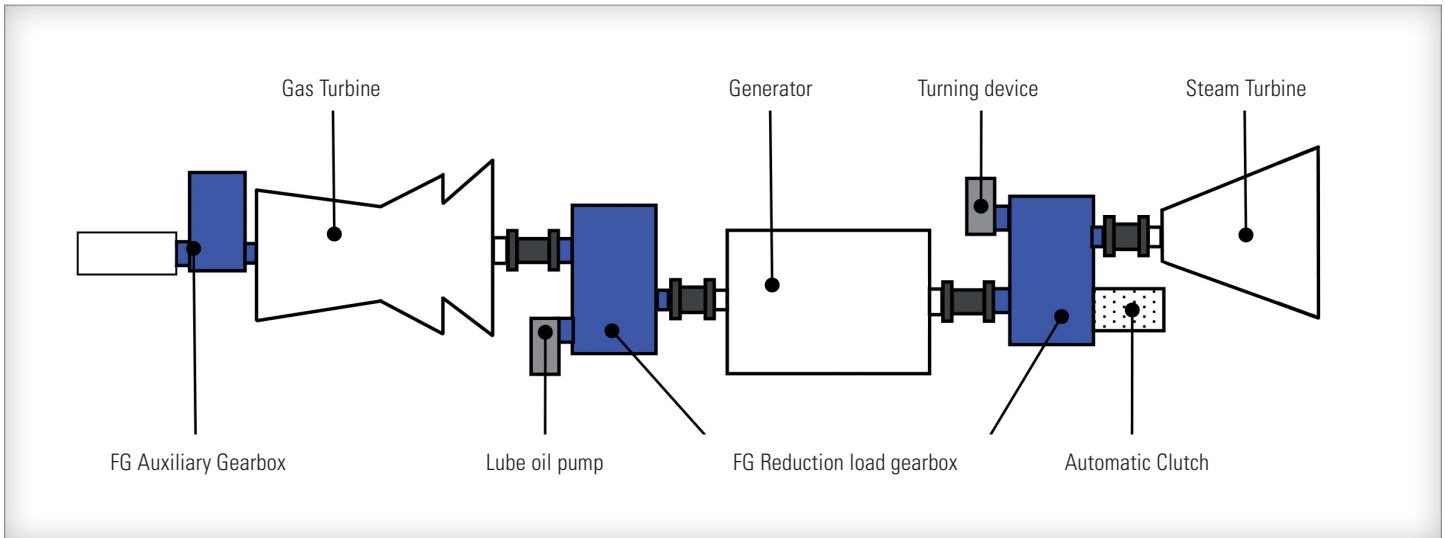 Gas Turbine
Generator
Turning device
Steam Turbine
FG Auxiliary Gearbox
Lube oil pump
FG Reduction load gearbox
Automatic Clutch